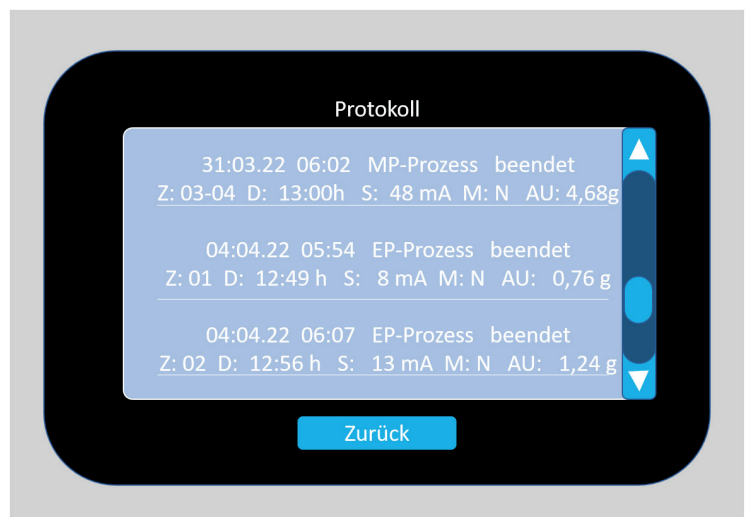 Protokoll
31:03.22 06:02 MP-Prozess beendet
Z: 03-04 D: 13:00h S: 48 mA M: N AU: 4,68g
04:04.22 05:54 EP-Prozess beendet
Z: 01 D: 12:49 h S: 8 mA M: N AU: 0,76 g
04:04.22 06:07 EP-Prozess beendet
Z: 02 D: 12:56 h S: 13 mA M: N AU: 1,24 g
Zurück